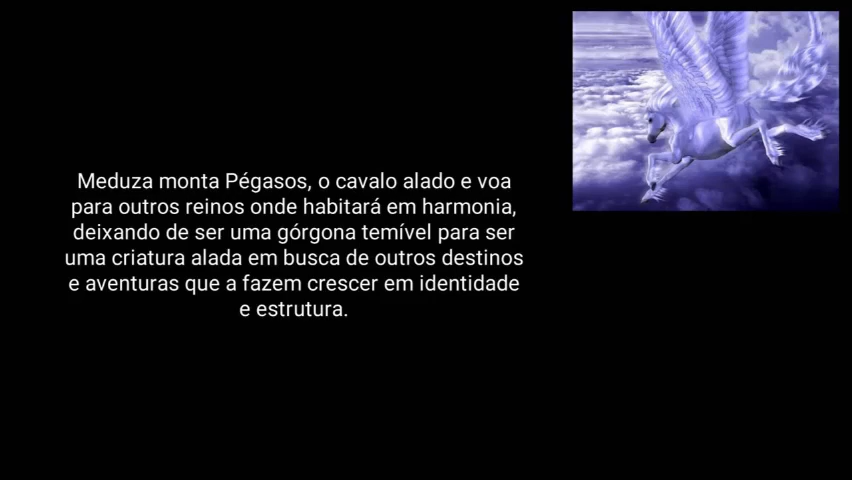 Meduza monta Pégasos, o cavalo alado e voa
para outros reinos onde habitará em harmonia,
deixando de ser uma górgona temível para ser
uma criatura alada em busca de outros destinos
e aventuras que a fazem crescer em identidade
e estrutura.